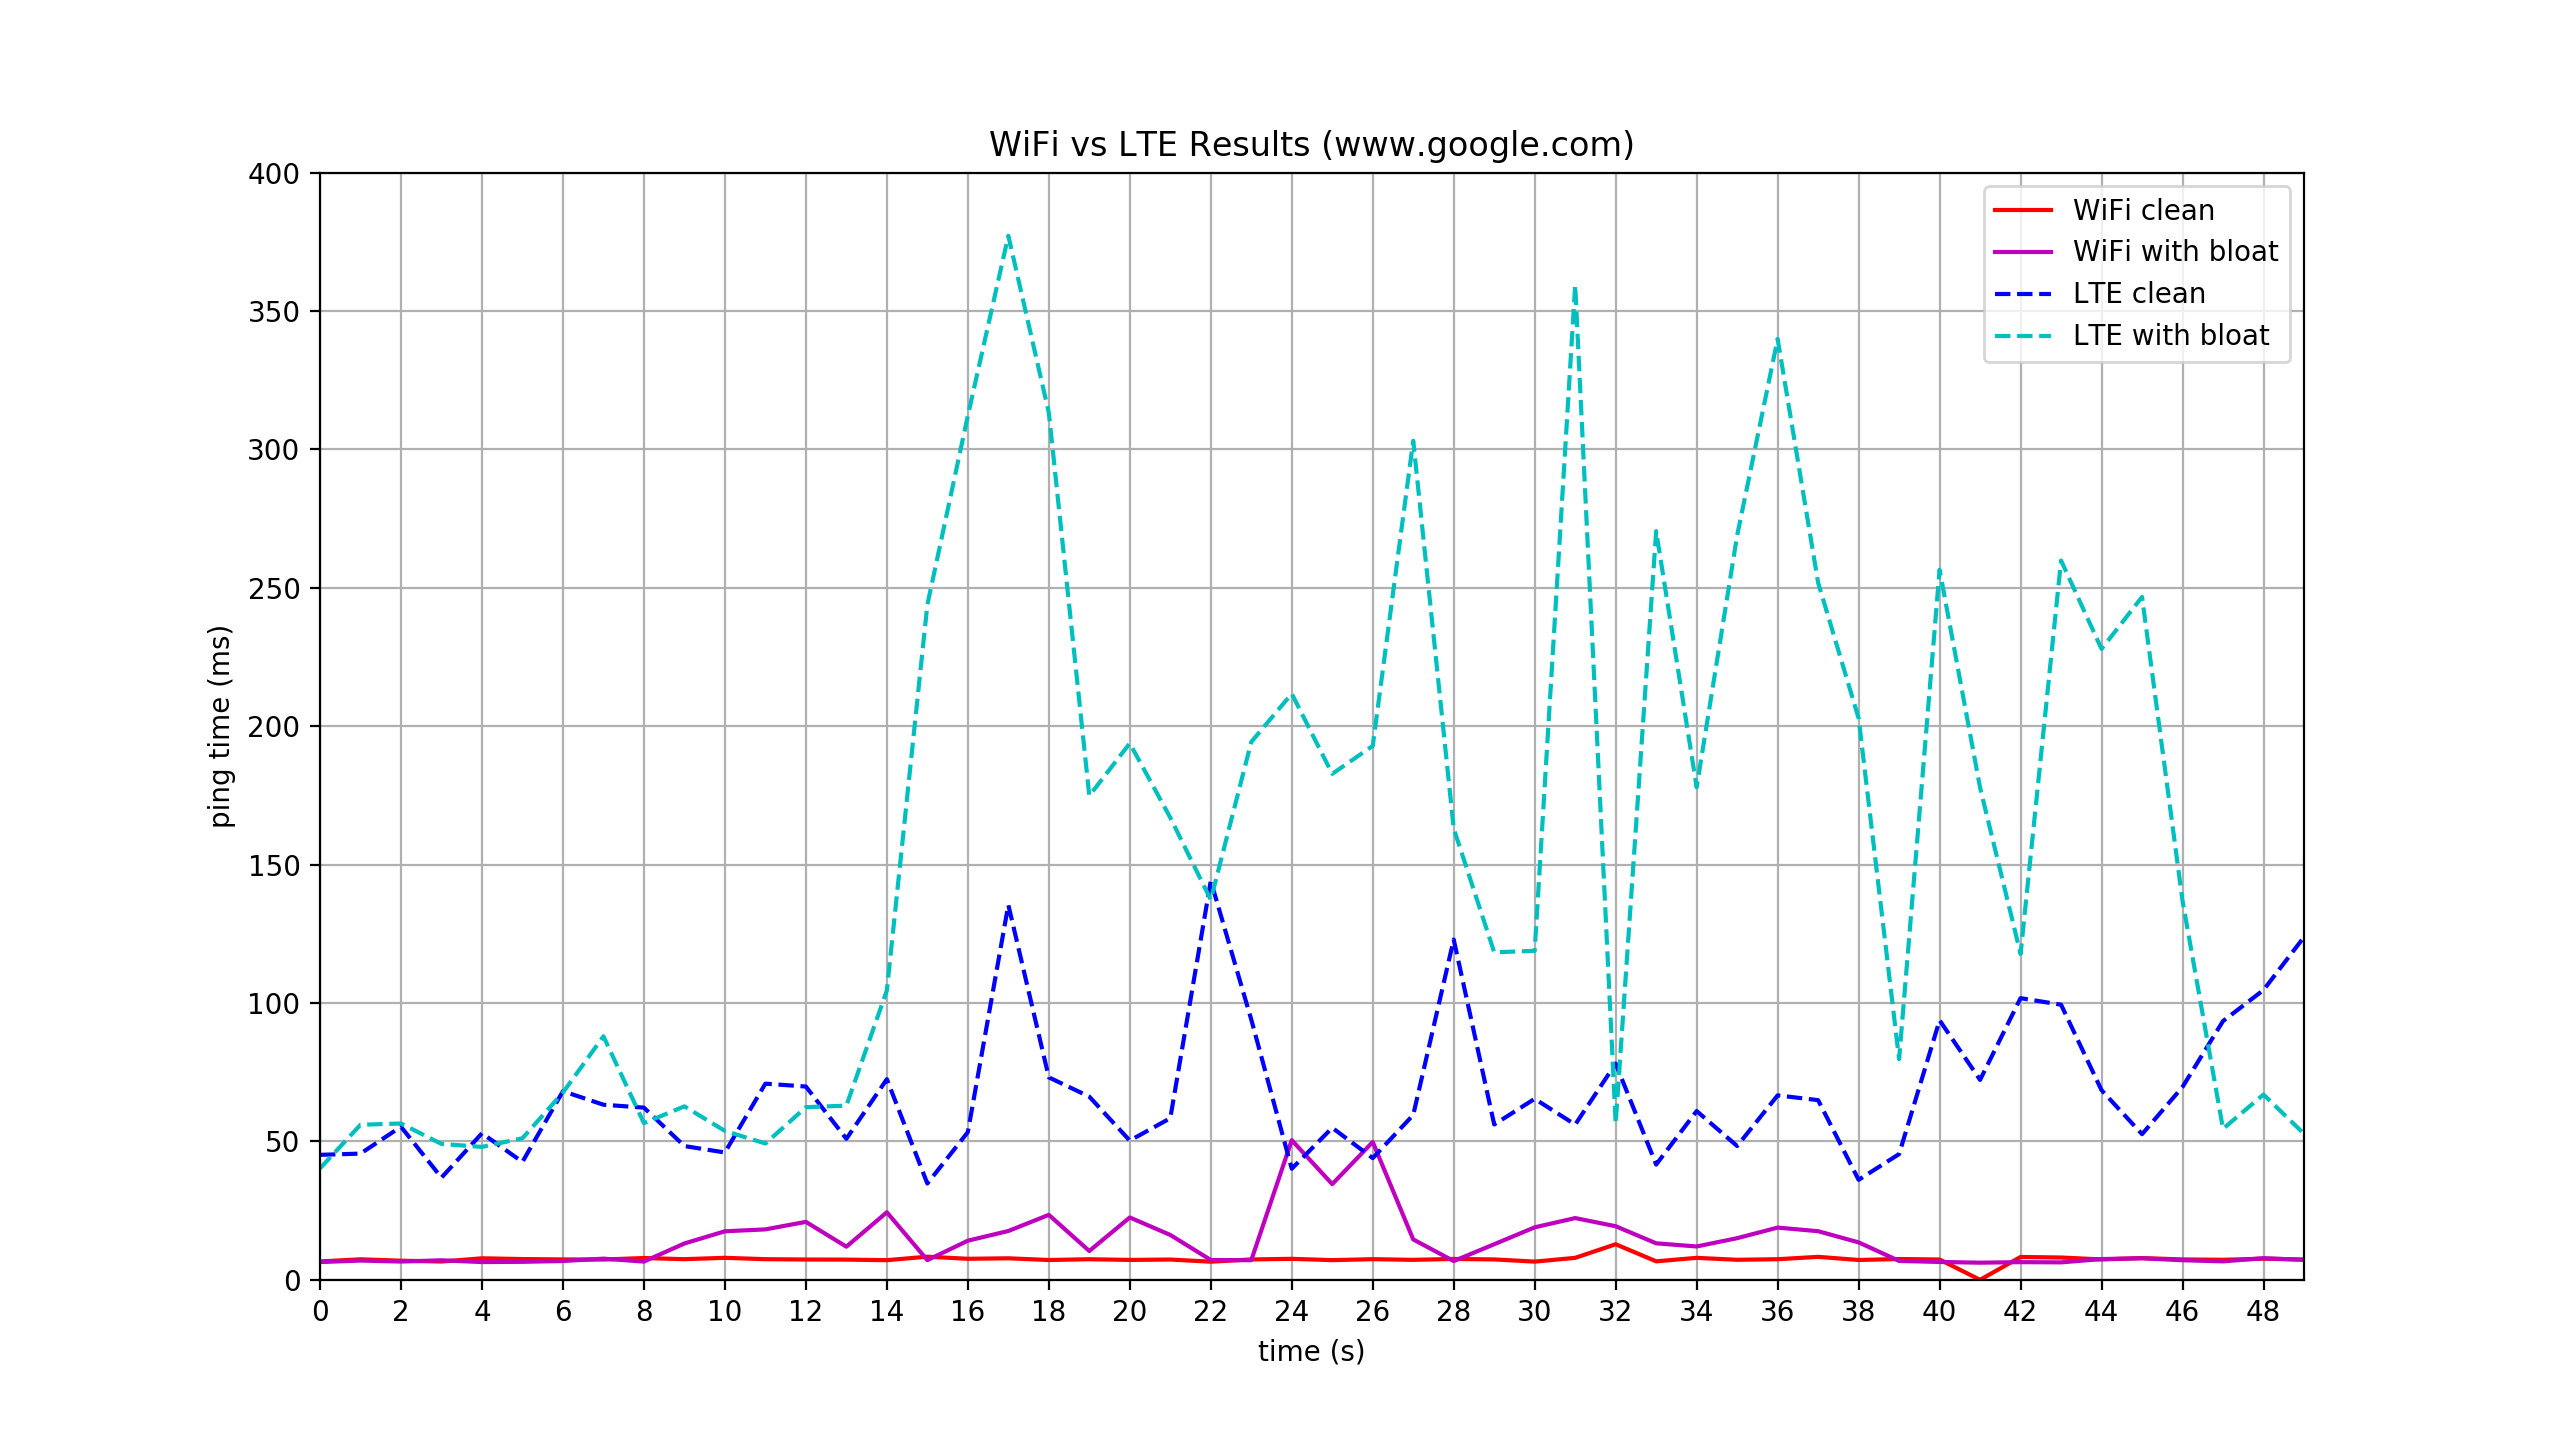 WiFi vs LTE Results (www.google.com)
400
350
300
250
200
150
100
50
0
ping time (ms)
WiFi clean
WiFi with bloat
LTE clean
LTE with bloat
0 2 4 6 8 10 12 14 16 18 20 22 24 26 28 30 32 34 36 38 40 42 44 46 48
time (s)